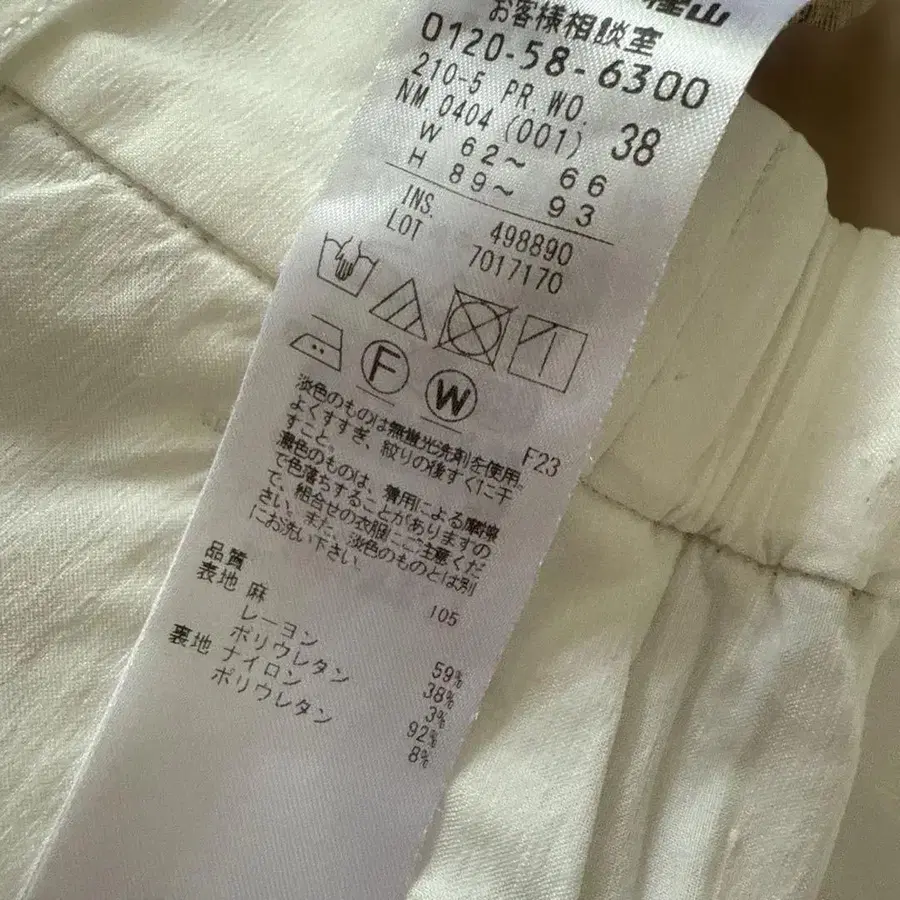 山
お客様相談室
0120-58-6300
210-5 PR.WO.
NM 0404 (001) 38
W 62～ 66
H 89～ 93
INS. 498890
LOT 7017170
F W
F23
淡色のものは無蛍光洗剤を使用、
よくすすぎ、絞りの後すぐに干
すこと。
濃色のものは、着用による摩擦
で色落ちすることがありますの
で、組合せの衣服にご注意くだ
さい。また、淡色のものとは別
にお洗い下さい。
105
品質
表地 麻 59%
レーヨン 38%
ポリウレタン 3%
裏地 ナイロン 92%
ポリウレタン 8%